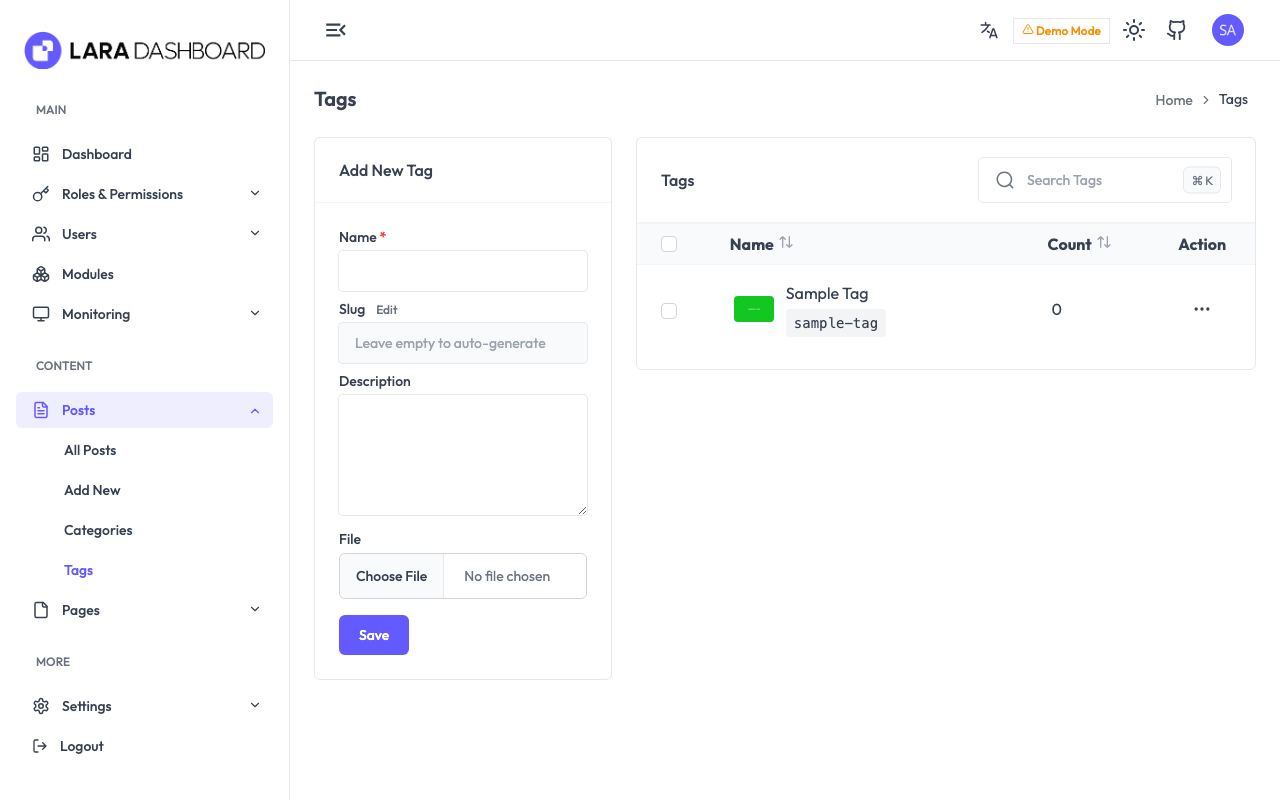 LARA DASHBOARD
MAIN
Dashboard
Roles & Permissions
Users
Modules
Monitoring
CONTENT
Posts
All Posts
Add New
Categories
Tags
Pages
MORE
Settings
Logout
Demo Mode
SA
Tags
Home > Tags
Add New Tag
Name *
Slug Edit
Leave empty to auto-generate
Description
File
Choose File No file chosen
Save
Tags
Search Tags ⌘ K
Name Count Action
Sample Tag
sample-tag
0